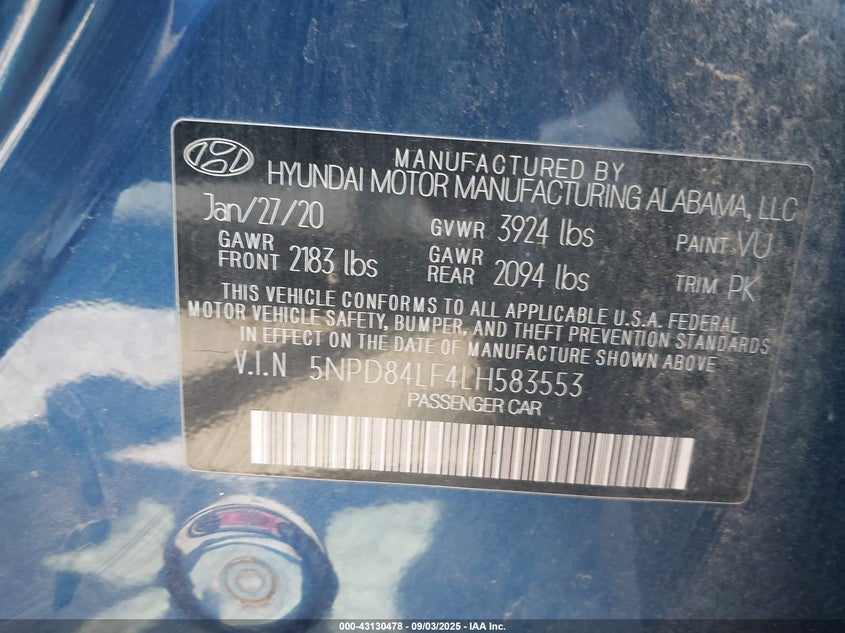 MANUFACTURED BY
HYUNDAI MOTOR MANUFACTURING ALABAMA, LLC
Jan/27/20 GVWR 3924 lbs PAINT VU
GAWR FRONT 2183 lbs GAWR REAR 2094 lbs TRIM PK
THIS VEHICLE CONFORMS TO ALL APPLICABLE U.S.A. FEDERAL
MOTOR VEHICLE SAFETY, BUMPER, AND THEFT PREVENTION STANDARDS
IN EFFECT ON THE DATE OF MANUFACTURE SHOWN ABOVE
V.I.N 5NPD84LF4LH583553
PASSENGER CAR
000-43130478 - 09/03/2025 - IAA Inc.